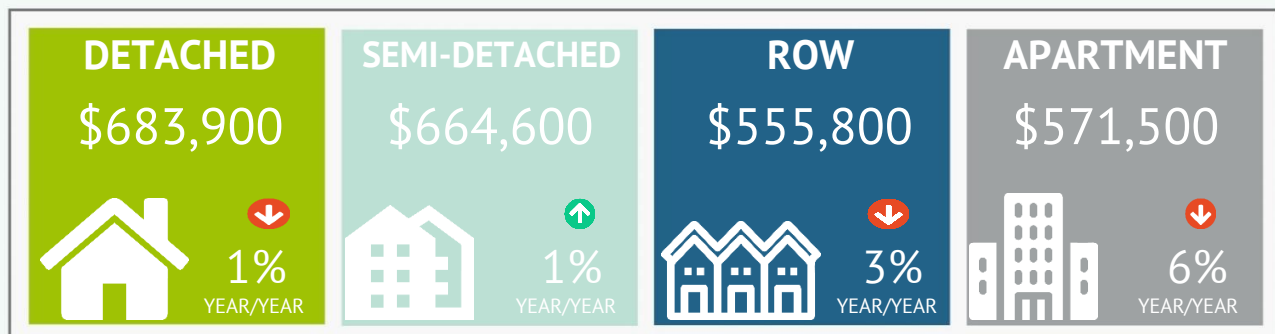 DETACHED
$683,900
1%
YEAR/YEAR
SEMI-DETACHED
$664,600
1%
YEAR/YEAR
ROW
$555,800
3%
YEAR/YEAR
APARTMENT
$571,500
6%
YEAR/YEAR